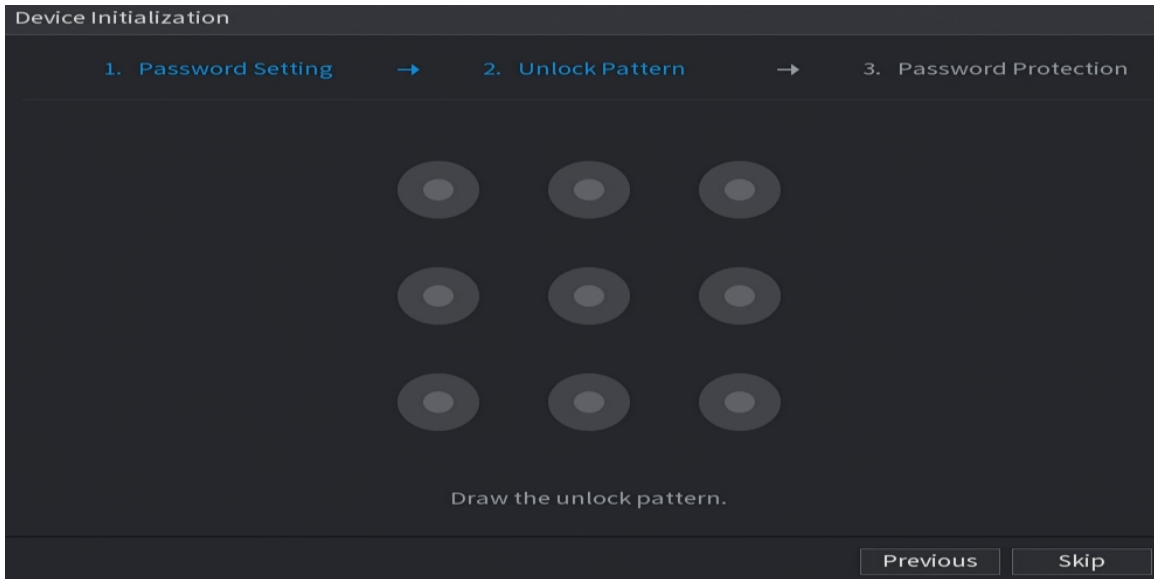 Device Initialization
1. Password Setting → 2. Unlock Pattern → 3. Password Protection
Draw the unlock pattern.
Previous Skip